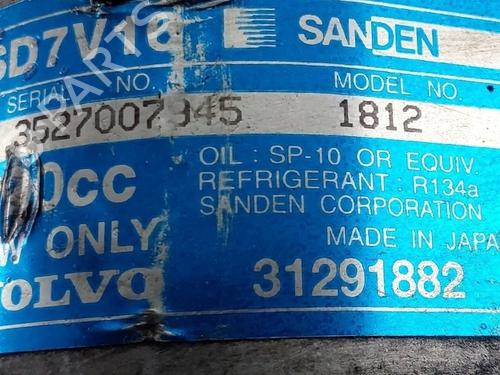 SD7V16 SANDEN
SERIAL NO. MODEL NO.
3527007945 1812
OIL : SP-10 OR EQUIV.
0cc REFRIGERANT : R134a
SANDEN CORPORATION
ONLY MADE IN JAPA
VOLVO 31291882